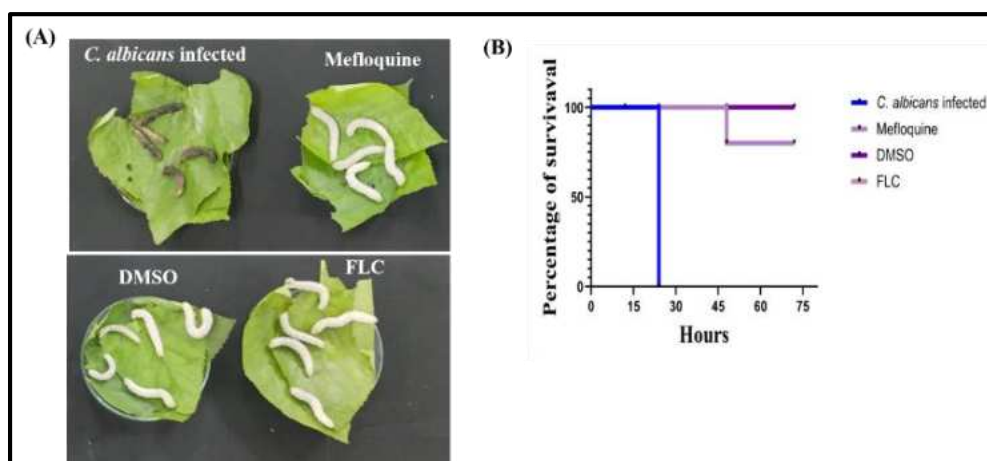 (A)
C. albicans infected
Mefloquine
DMSO
FLC
(B)
Percentage of survivaval
100
50
0
0 15 30 45 60 75
Hours
C. albicans infected
Mefloquine
DMSO
FLC